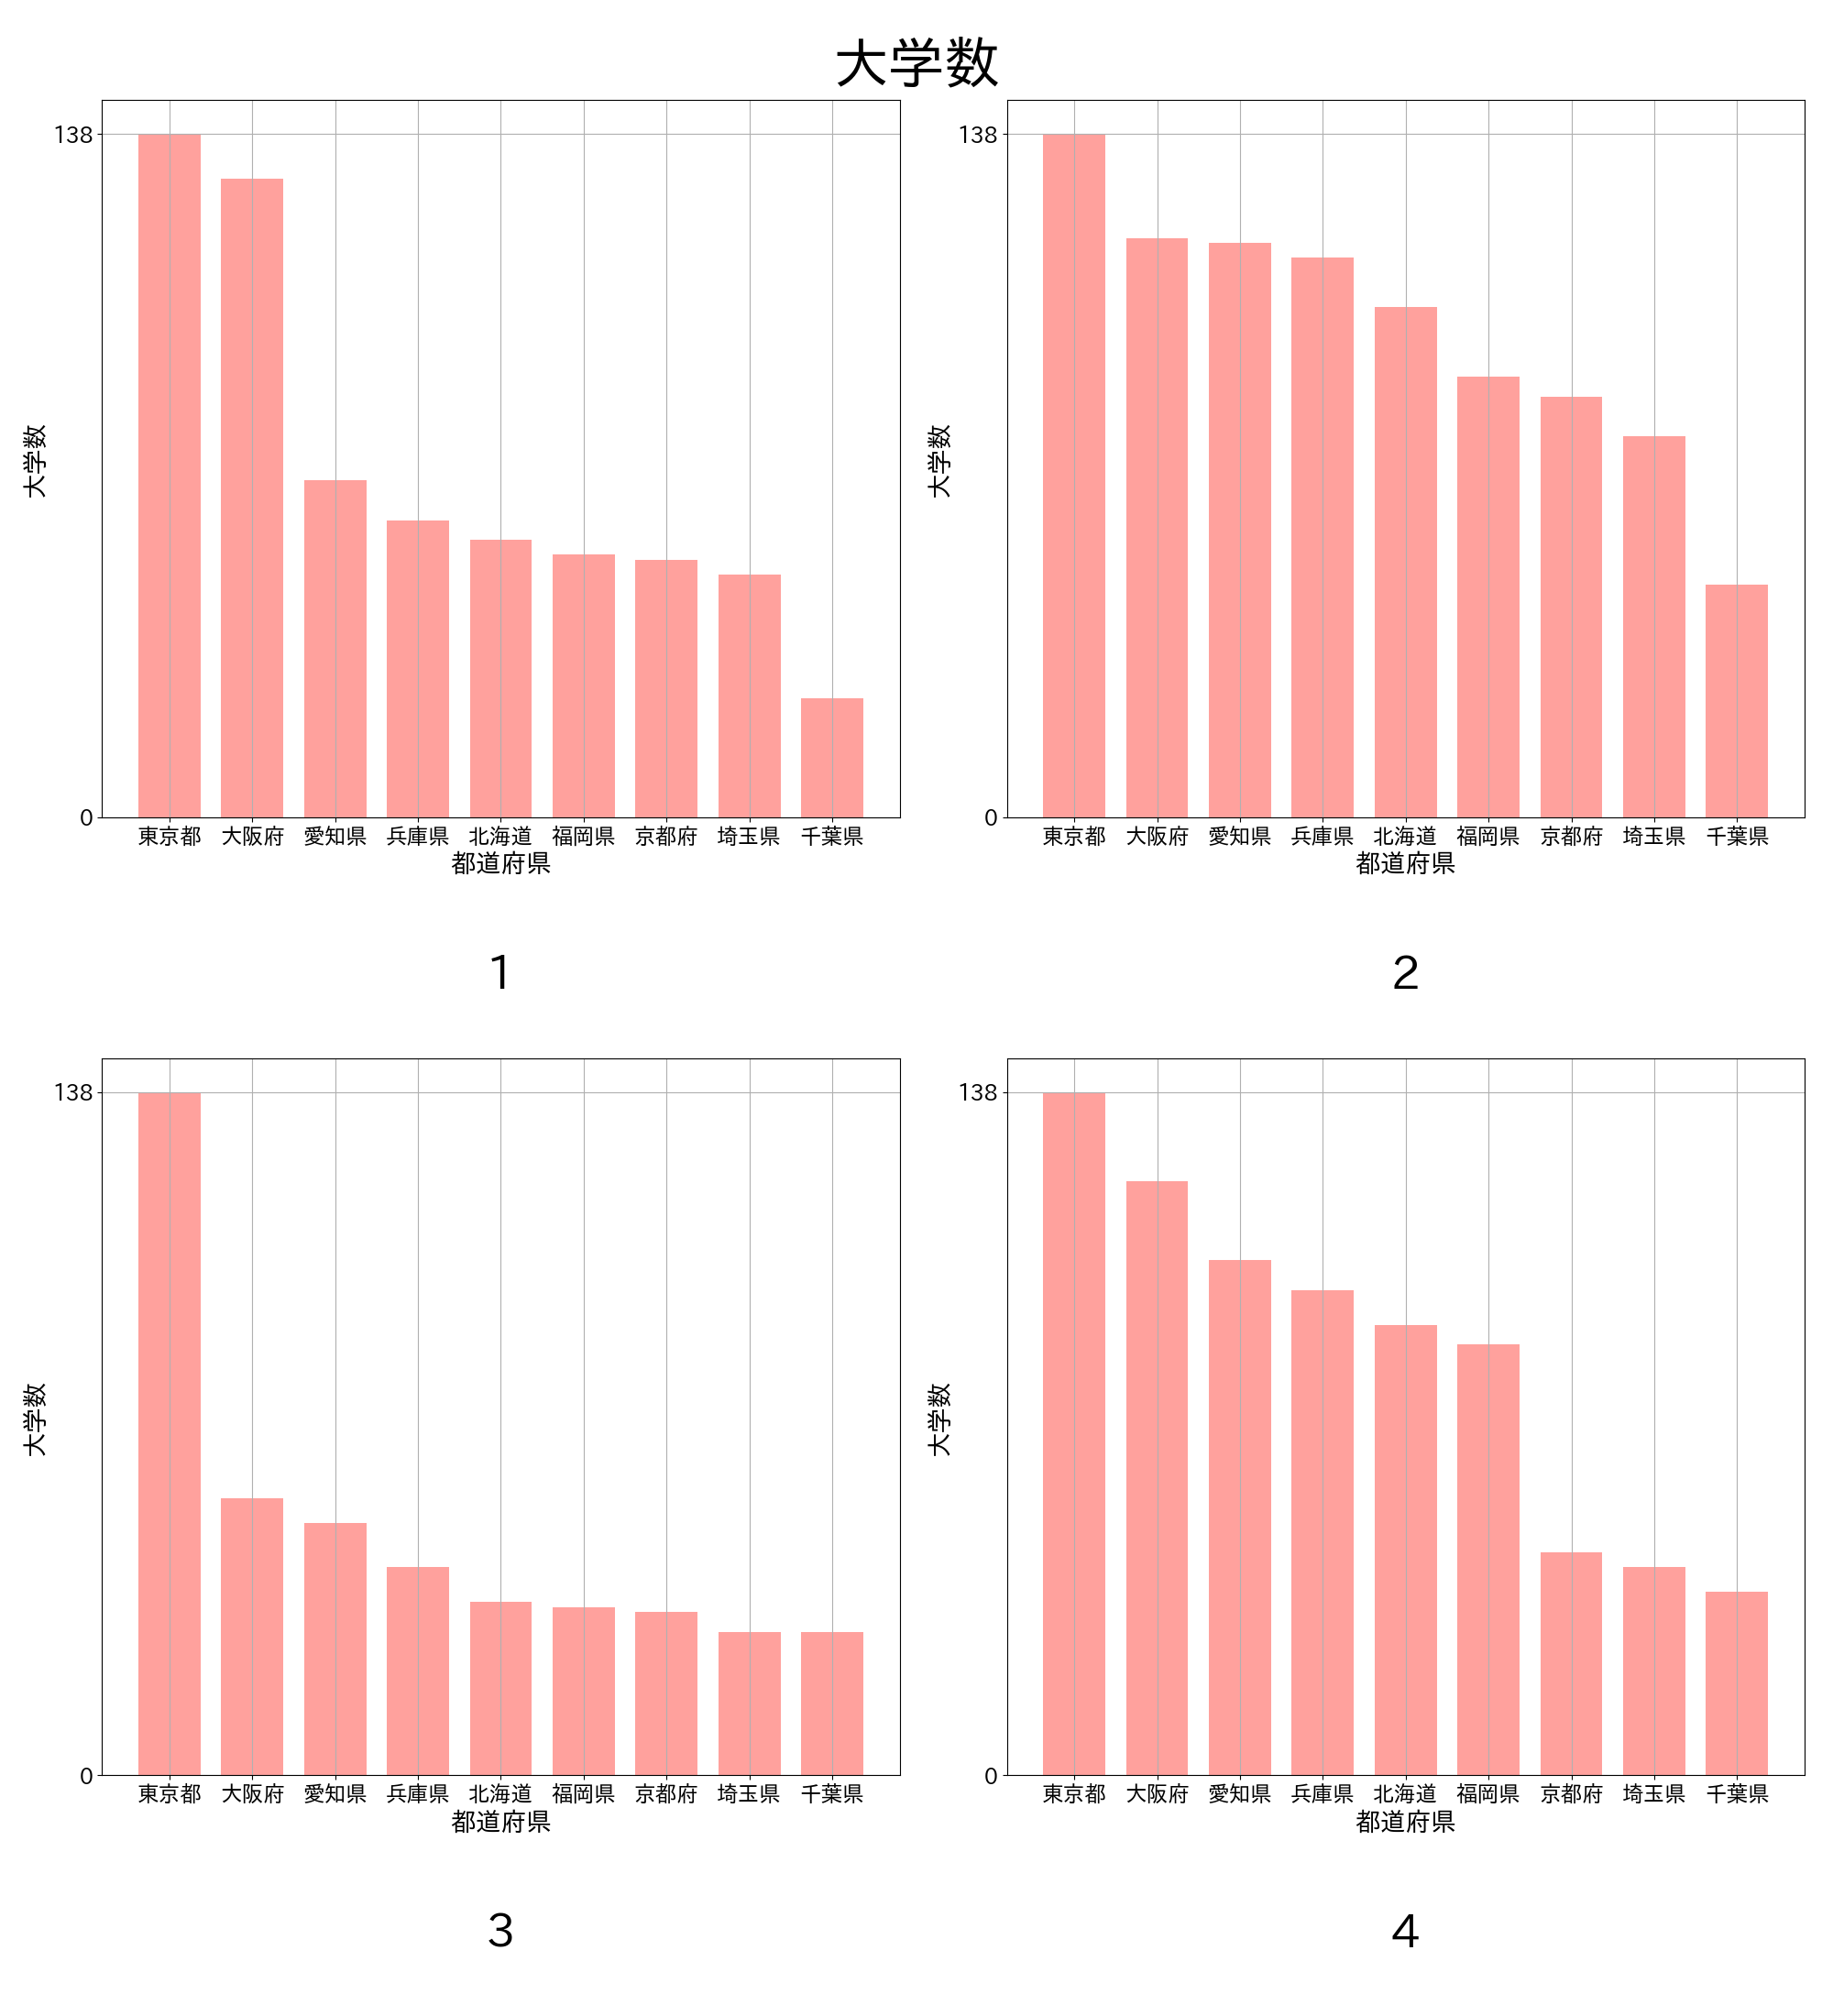 大学数
138
大学数
0
東京都 大阪府 愛知県 兵庫県 北海道 福岡県 京都府 埼玉県 千葉県
都道府県
1
138
大学数
0
東京都 大阪府 愛知県 兵庫県 北海道 福岡県 京都府 埼玉県 千葉県
都道府県
2
138
大学数
0
東京都 大阪府 愛知県 兵庫県 北海道 福岡県 京都府 埼玉県 千葉県
都道府県
3
138
大学数
0
東京都 大阪府 愛知県 兵庫県 北海道 福岡県 京都府 埼玉県 千葉県
都道府県
4